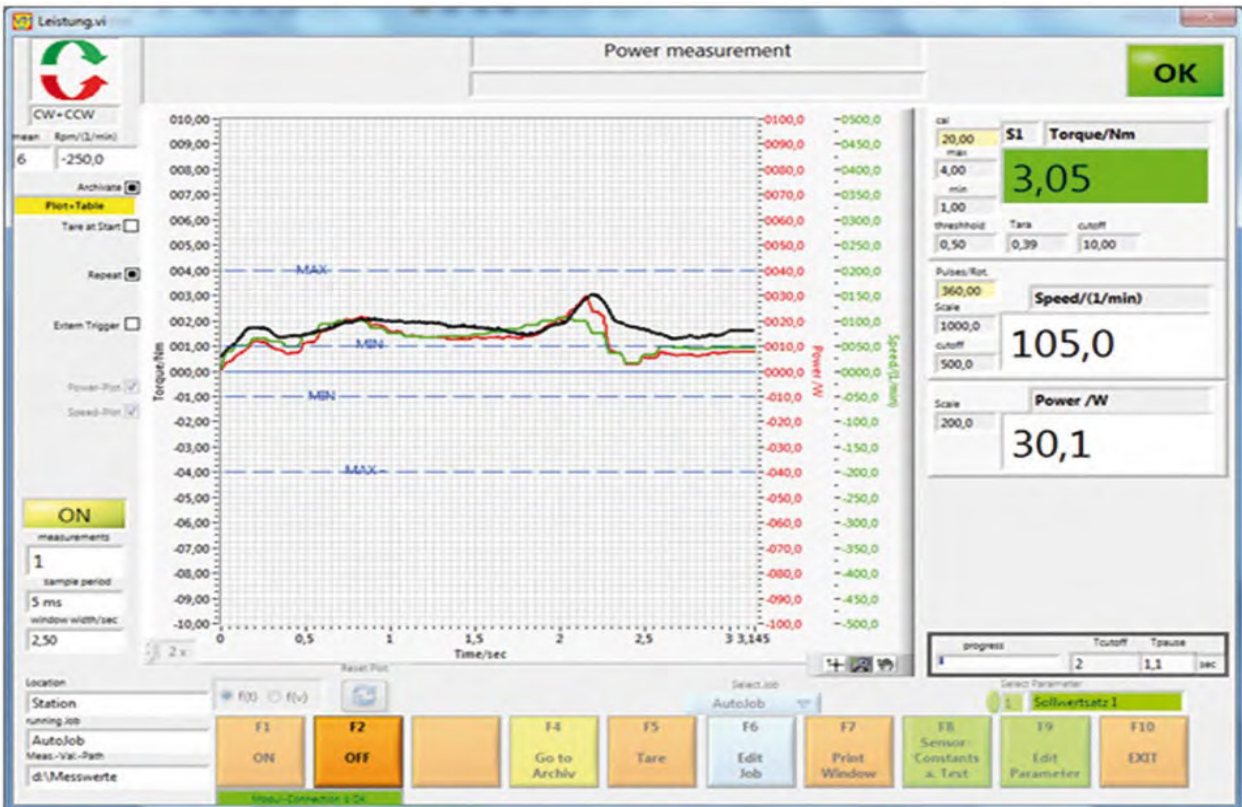 Leistung.vi
Power measurement
OK
CW+CCW
mean Rpm/(1/min)
6 -250,0
Archivate
Plot+Table
Tare at Start
Repeat
Extern Trigger
Power-Plot
Speed-Plot
ON
measurements
1
sample period
5 ms
window width/sec
2,50
010,00
009,00
008,00
007,00
006,00
005,00
004,00
003,00
002,00
001,00
000,00
-01,00
-02,00
-03,00
-04,00
-05,00
-06,00
-07,00
-08,00
-09,00
-10,00
Torque/Nm
MAX
MIN
MIN
MAX
0 0,5 1 1,5 2 2,5 3 3,145
Time/sec
2 x
0100,0
0090,0
0080,0
0070,0
0060,0
0050,0
0040,0
0030,0
0020,0
0010,0
0000,0
-010,0
-020,0
-030,0
-040,0
-050,0
-060,0
-070,0
-080,0
-090,0
-100,0
Power /W
0500,0
0450,0
0400,0
0350,0
0300,0
0250,0
0200,0
0150,0
0100,0
0050,0
0000,0
-050,0
-100,0
-150,0
-200,0
-250,0
-300,0
-350,0
-400,0
-450,0
-500,0
Speed/(1/min)
cal
20,00
max
4,00
min
1,00
S1 Torque/Nm
3,05
threshhold Tara cutoff
0,50 0,39 10,00
Pulses/Rot.
360,00
Scale
1000,0
cutoff
500,0
Speed/(1/min)
105,0
Scale
200,0
Power /W
30,1
progress Tcutoff Tpause
2 1,1 sec
Location
Station
running Job
AutoJob
Meas.-Val.-Path
d:\Messwerte
Reset Plot
f(t) f(v)
Select Job
AutoJob
Select Parameter
1 Sollwertsatz 1
F1
ON
F2
OFF
F4
Go to
Archiv
F5
Tare
F6
Edit
Job
F7
Print
Window
F8
Sensor-
Constants
a. Test
F9
Edit
Parameter
F10
EXIT
Modul-Connection is OK